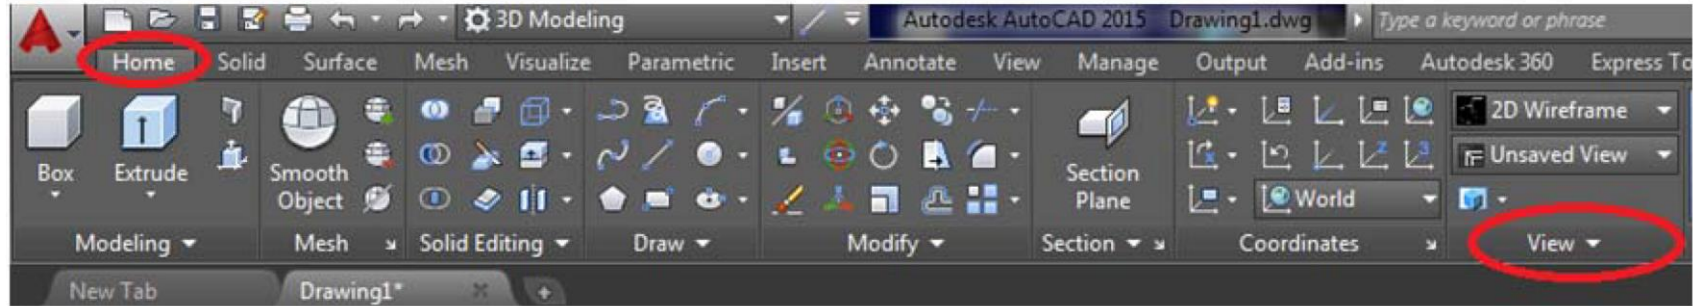 3D Modeling Autodesk AutoCAD 2015 Drawing1.dwg Type a keyword or phrase
Home Solid Surface Mesh Visualize Parametric Insert Annotate View Manage Output Add-ins Autodesk 360 Express To
2D Wireframe
Box Extrude Smooth Object Section Plane Unsaved View
World
Modeling Mesh Solid Editing Draw Modify Section Coordinates View
New Tab Drawing1*